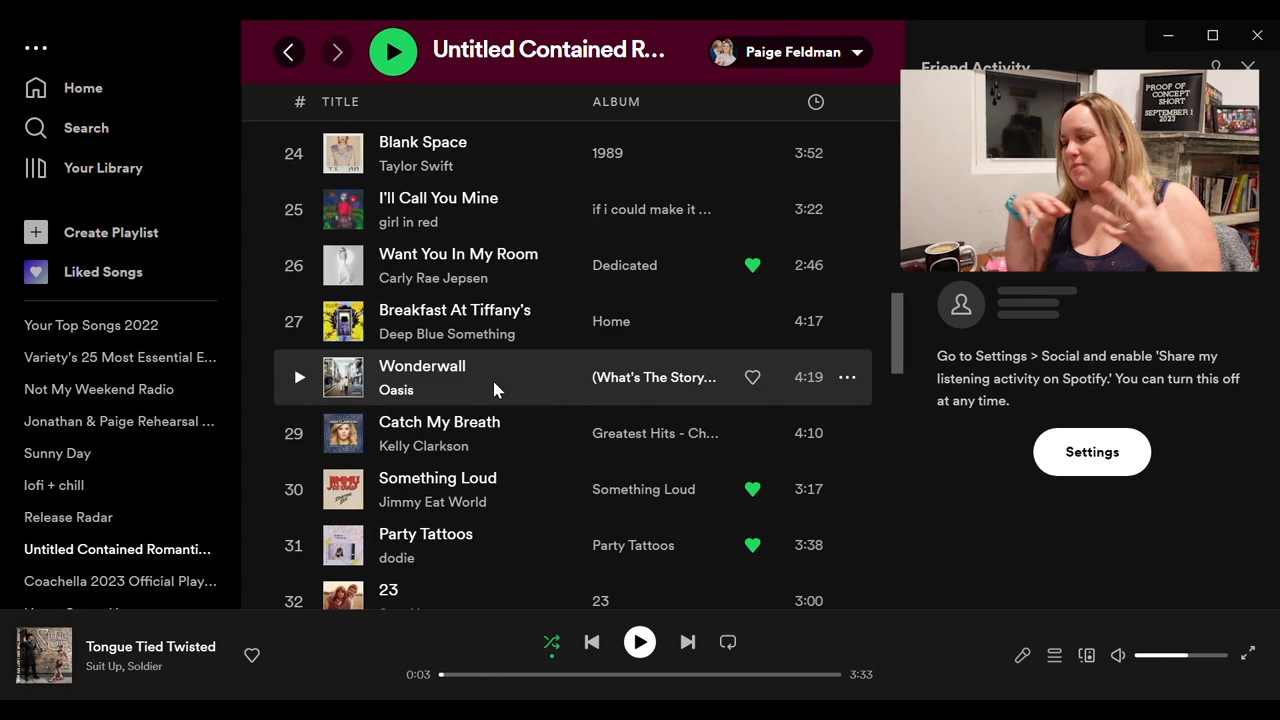 Home
Search
Your Library
Create Playlist
Liked Songs
Your Top Songs 2022
Variety's 25 Most Essential E...
Not My Weekend Radio
Jonathan & Paige Rehearsal ...
Sunny Day
lofi + chill
Release Radar
Untitled Contained Romanti...
Coachella 2023 Official Play...
Untitled Contained R...
Paige Feldman
# TITLE ALBUM
24 Blank Space 1989 3:52
Taylor Swift
25 I'll Call You Mine if i could make it ... 3:22
girl in red
26 Want You In My Room Dedicated 2:46
Carly Rae Jepsen
27 Breakfast At Tiffany's Home 4:17
Deep Blue Something
Wonderwall (What's The Story... 4:19
Oasis
29 Catch My Breath Greatest Hits - Ch... 4:10
Kelly Clarkson
30 Something Loud Something Loud 3:17
Jimmy Eat World
31 Party Tattoos Party Tattoos 3:38
dodie
32 23 23 3:00
Friend Activity
PROOF OF
CONCEPT
SHORT
SEPTEMBER 1
2023
Go to Settings > Social and enable 'Share my
listening activity on Spotify.' You can turn this off
at any time.
Settings
Tongue Tied Twisted
Suit Up, Soldier
0:03 3:33